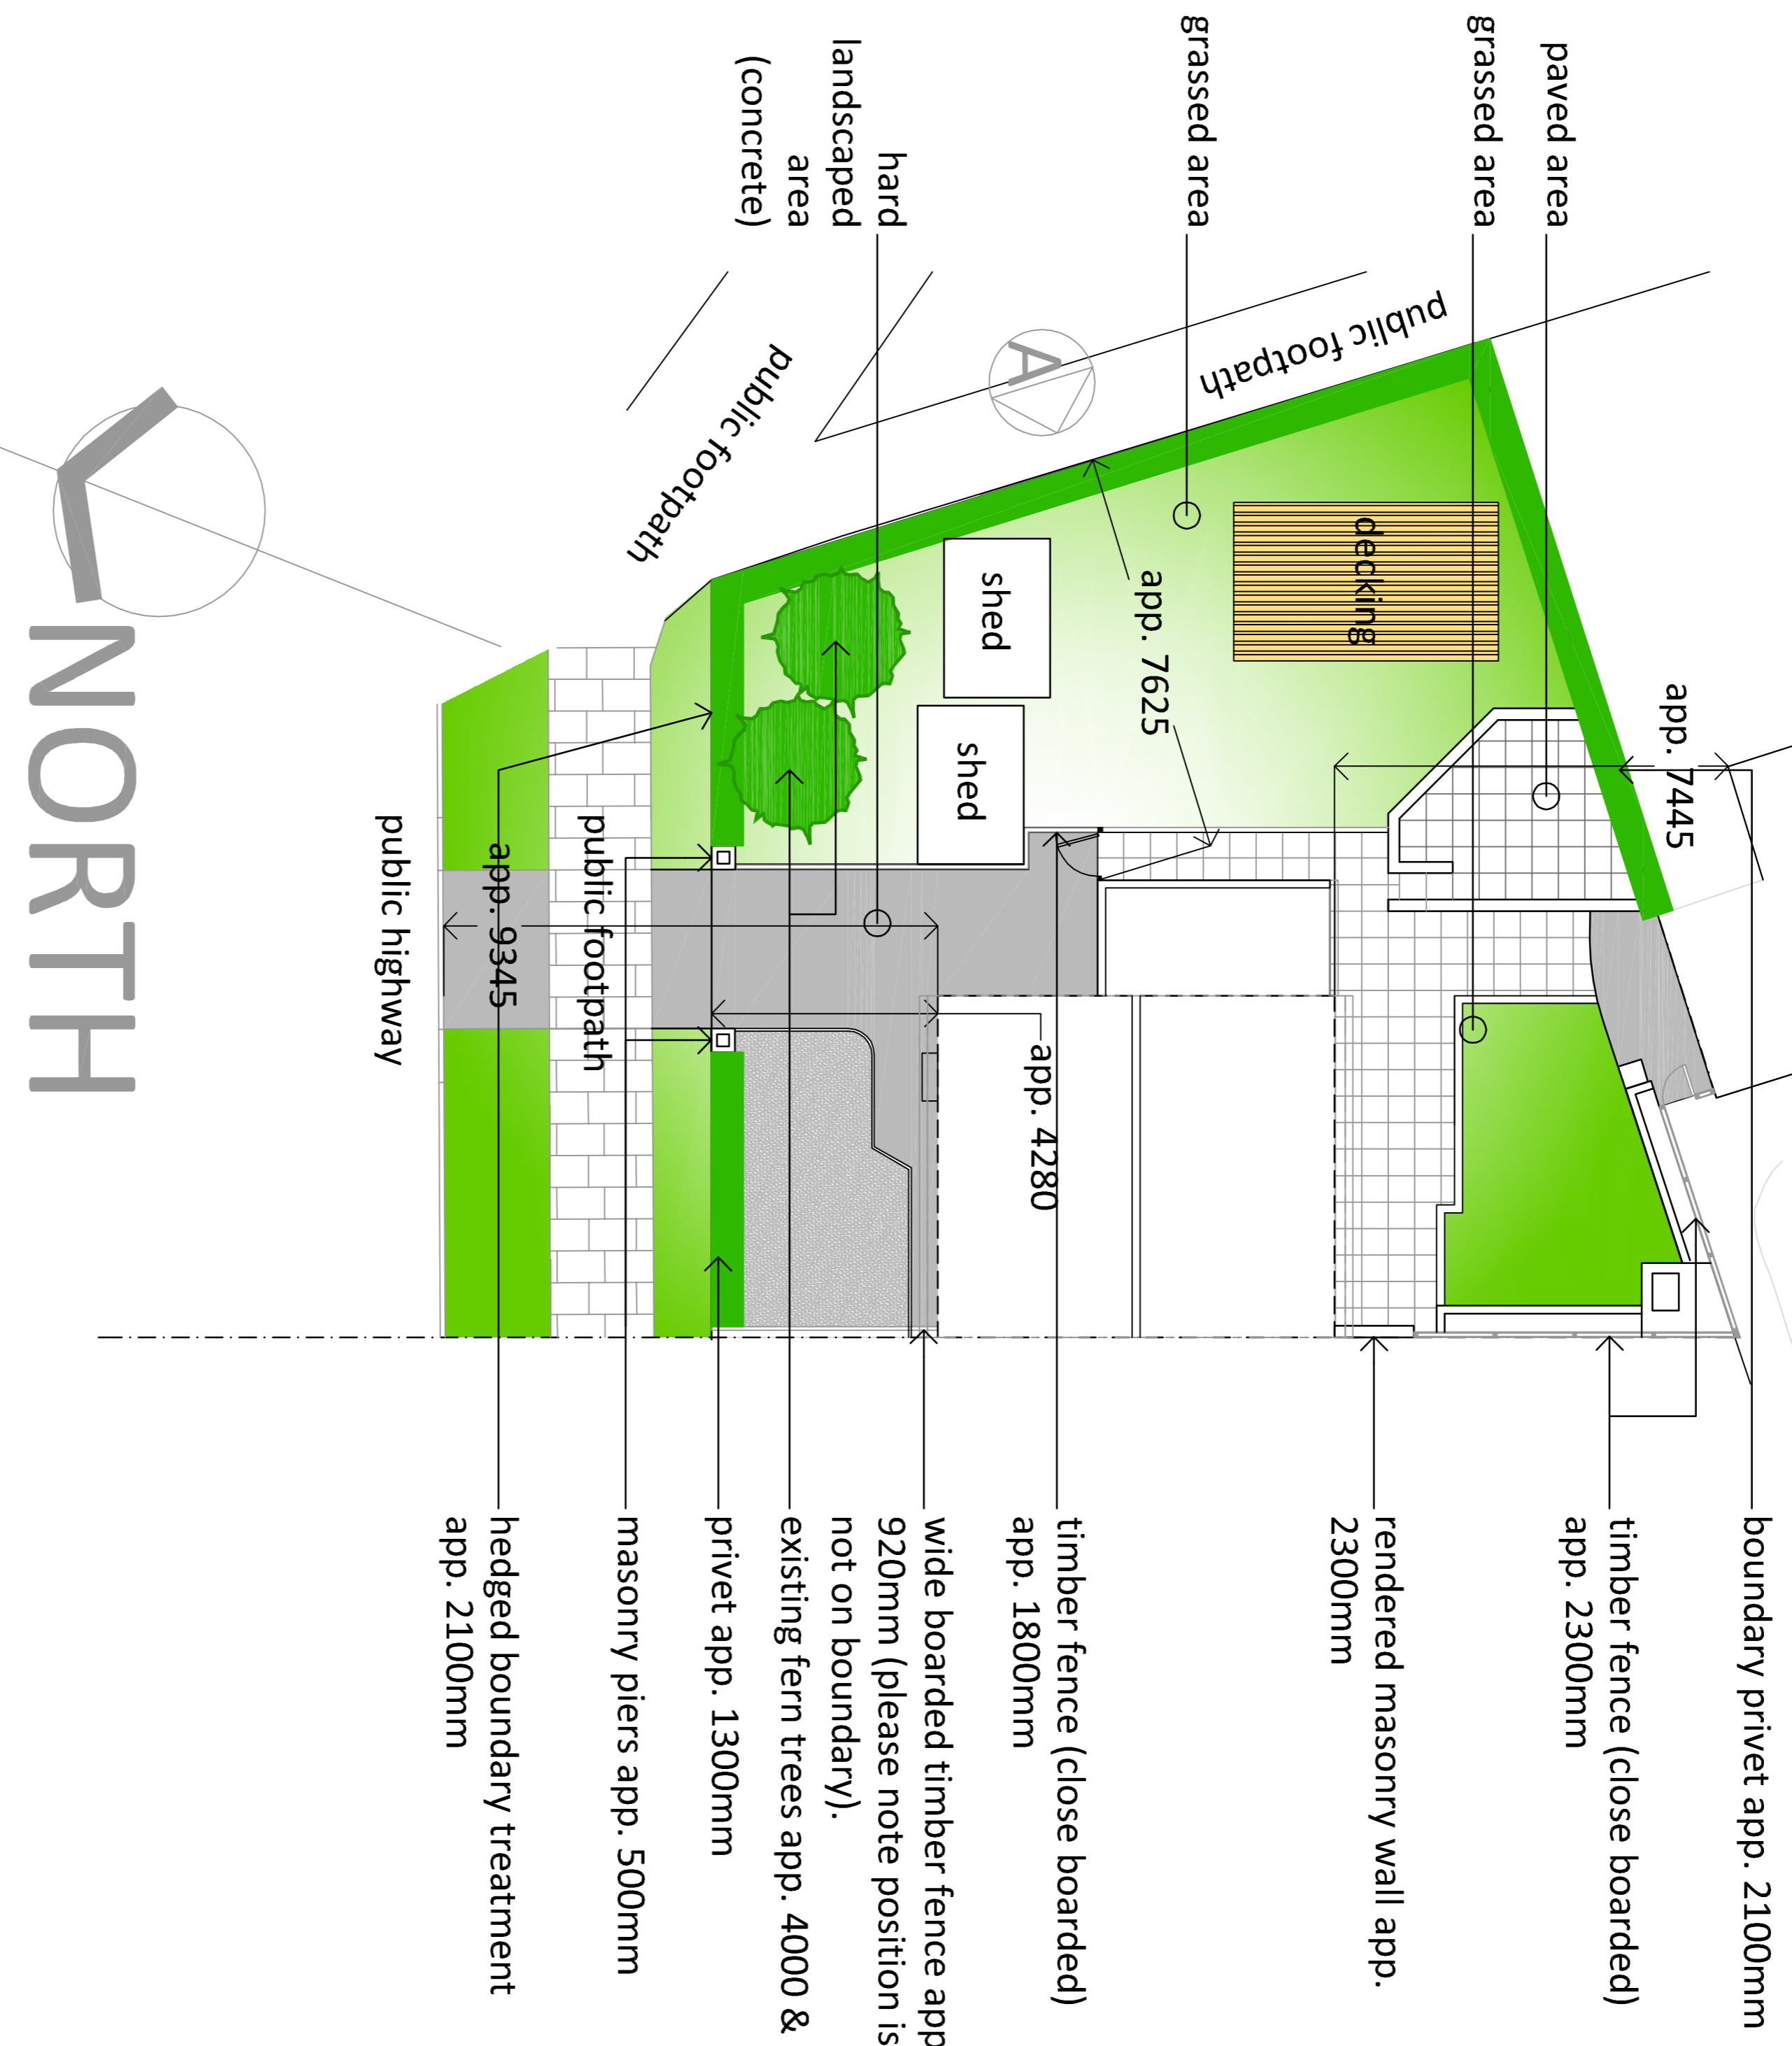 paved area
grassed area
grassed area
hard
landscaped
area
(concrete)
public footpath
A
public footpath
decking
shed
shed
app. 7625
app. 7445
app. 9345
public footpath
public highway
app. 4280
NORTH
boundary privet app. 2100mm
timber fence (close boarded)
app. 2300mm
rendered masonry wall app.
2300mm
timber fence (close boarded)
app. 1800mm
wide boarded timber fence app
920mm (please note position is
not on boundary).
existing fern trees app. 4000 &
privet app. 1300mm
masonry piers app. 500mm
hedged boundary treatment
app. 2100mm